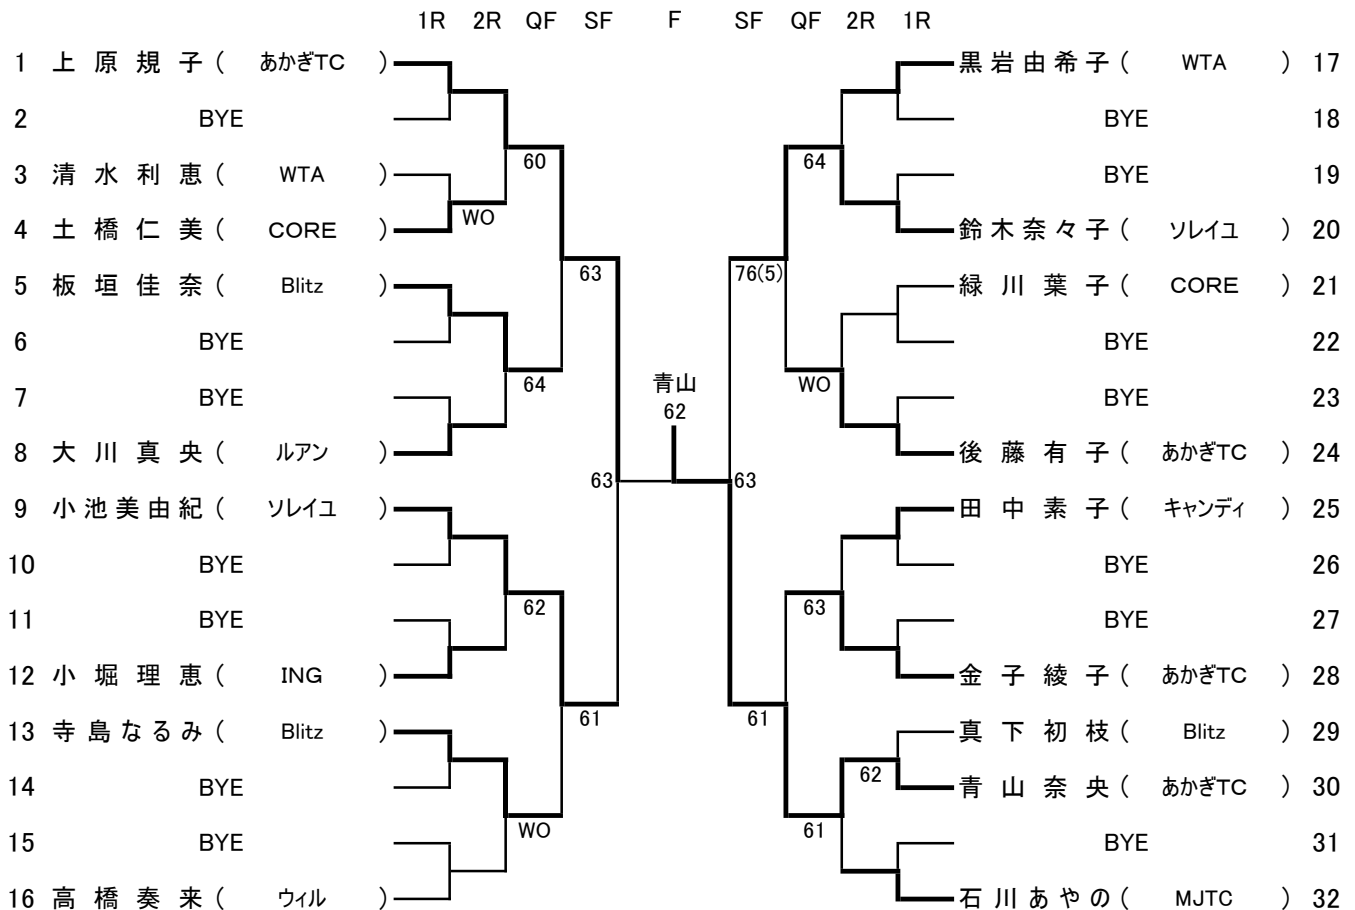 1R 2R QF SF F SF QF 2R 1R
1 上原規子( あかぎTC ) 黒岩由希子( WTA ) 17
2 BYE BYE 18
60 64
3 清水利恵( WTA ) BYE 19
WO
4 土橋仁美( CORE ) 鈴木奈々子( ソレイユ ) 20
63 76(5)
5 板垣佳奈( Blitz ) 緑川葉子( CORE ) 21
6 BYE BYE 22
64 青山 WO
7 BYE 62 BYE 23
8 大川真央( ルアン ) 後藤有子( あかぎTC ) 24
63 63
9 小池美由紀( ソレイユ ) 田中素子( キャンディ ) 25
10 BYE BYE 26
62 63
11 BYE BYE 27
12 小堀理恵( ING ) 金子綾子( あかぎTC ) 28
61 61
13 寺島なるみ( Blitz ) 真下初枝( Blitz ) 29
62
14 BYE 青山奈央( あかぎTC ) 30
WO 61
15 BYE BYE 31
16 高橋奏来( ウィル ) 石川あやの( MJTC ) 32